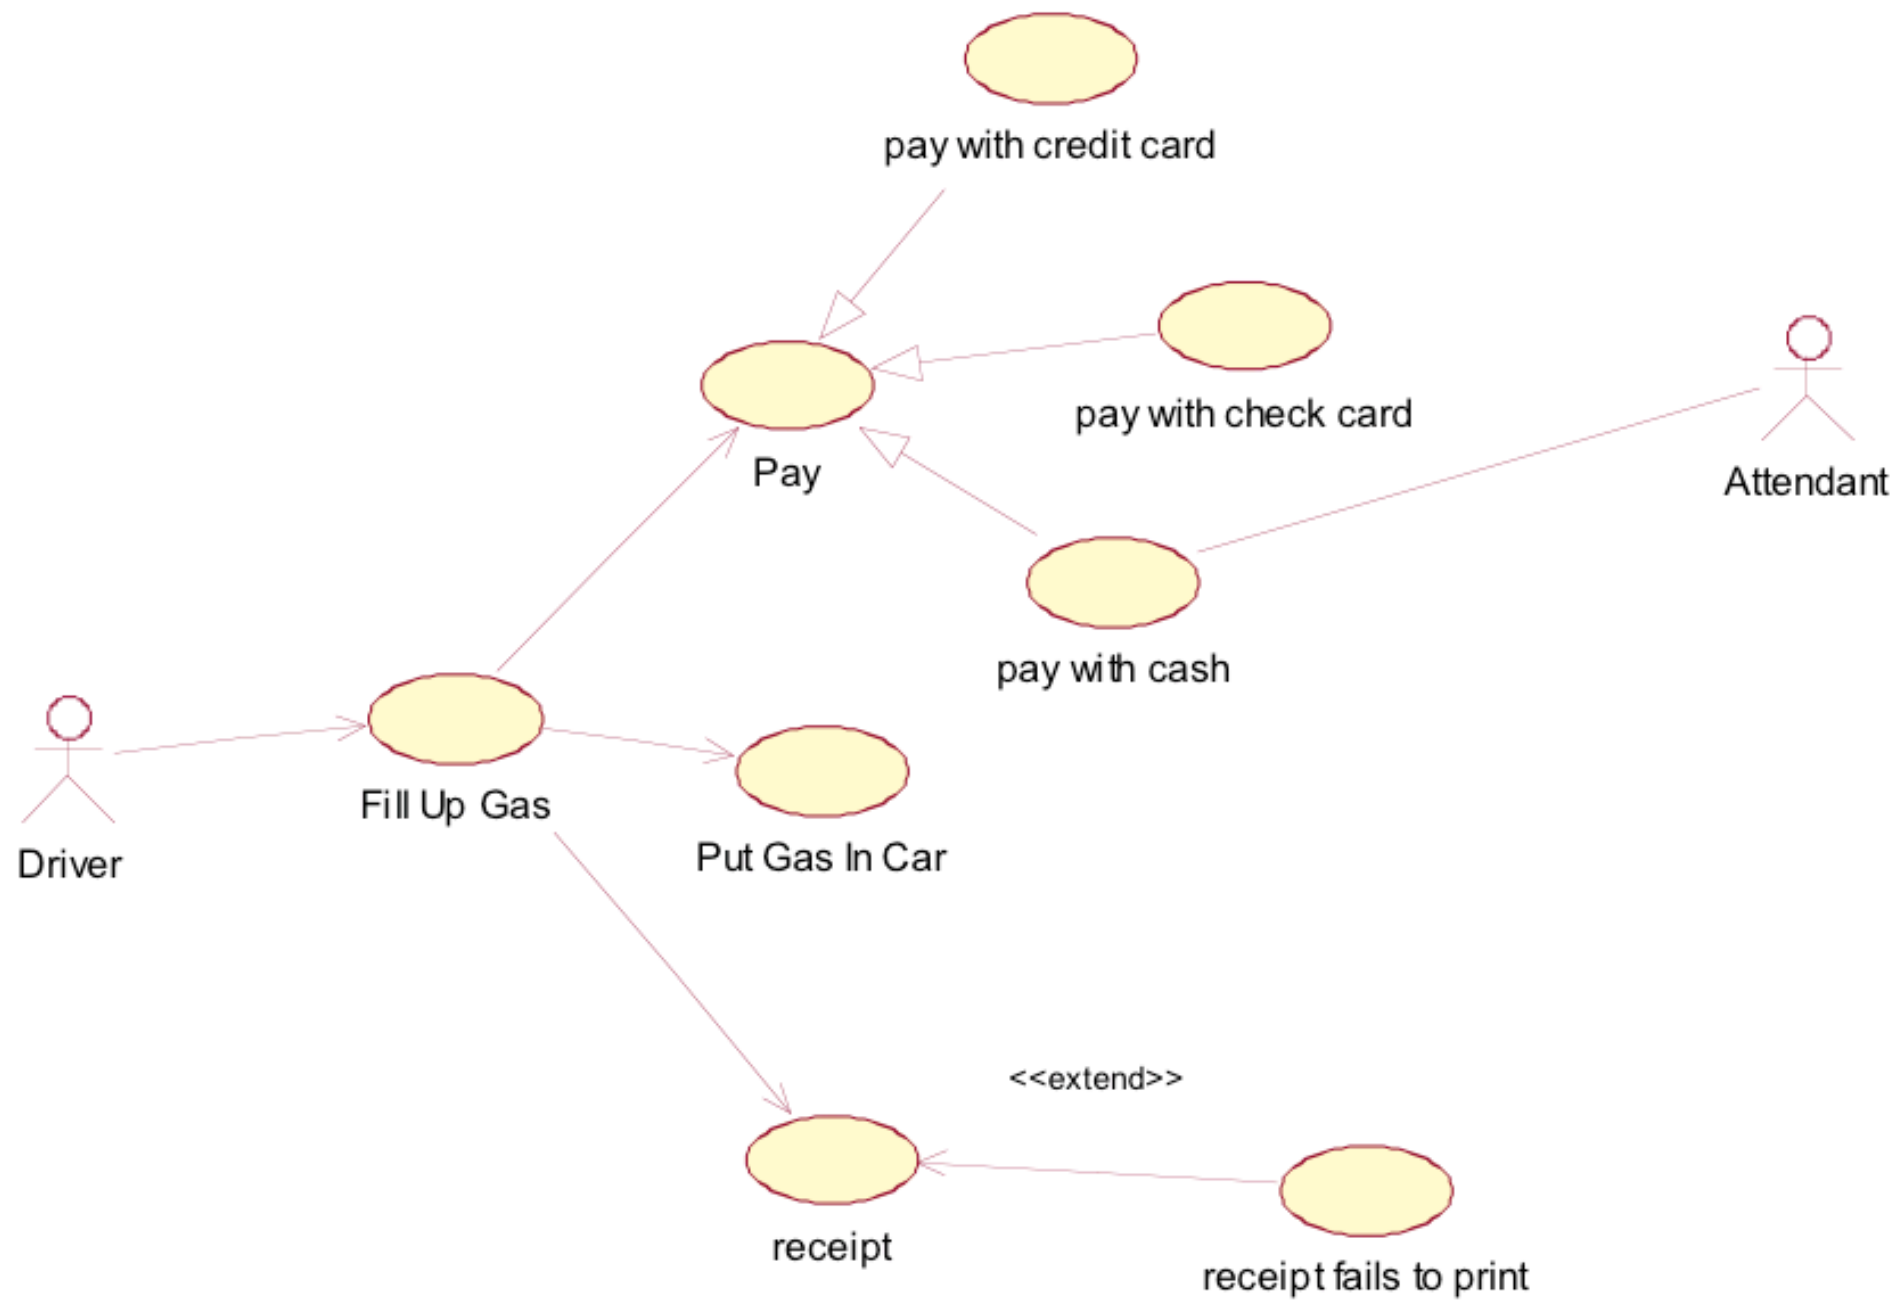 pay with credit card
pay with check card
Pay
Attendant
pay with cash
Fill Up Gas
Put Gas In Car
Driver
<<extend>>
receipt
receipt fails to print